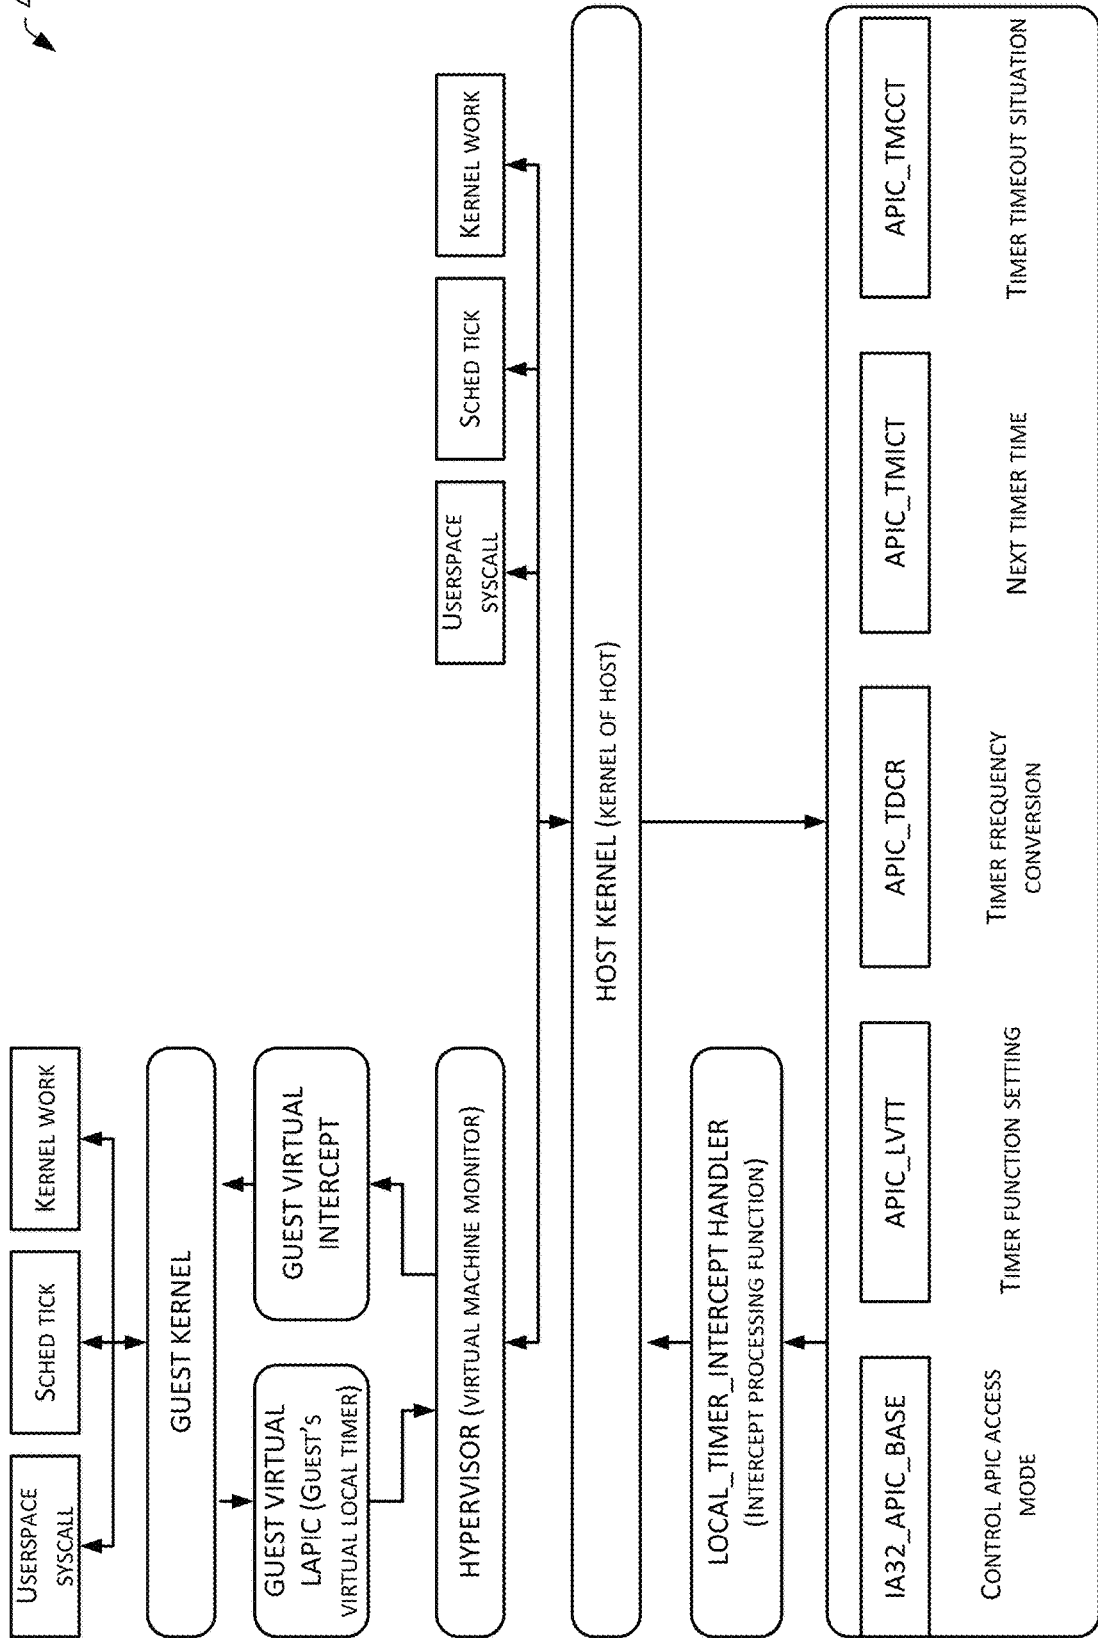 USERSPACE
SYSCALL
SCHED TICK
KERNEL WORK
GUEST KERNEL
GUEST VIRTUAL
LAPIC (GUEST'S
VIRTUAL LOCAL TIMER)
GUEST VIRTUAL
INTERCEPT
HYPERVISOR (VIRTUAL MACHINE MONITOR)
USERSPACE
SYSCALL
SCHED TICK
KERNEL WORK
HOST KERNEL (KERNEL OF HOST)
LOCAL_TIMER_INTERCEPT HANDLER
(INTERCEPT PROCESSING FUNCTION)
IA32_APIC_BASE
CONTROL APIC ACCESS
MODE
APIC_LVTT
TIMER FUNCTION SETTING
APIC_TDCR
TIMER FREQUENCY
CONVERSION
APIC_TMICT
NEXT TIMER TIME
APIC_TMCCT
TIMER TIMEOUT SITUATION